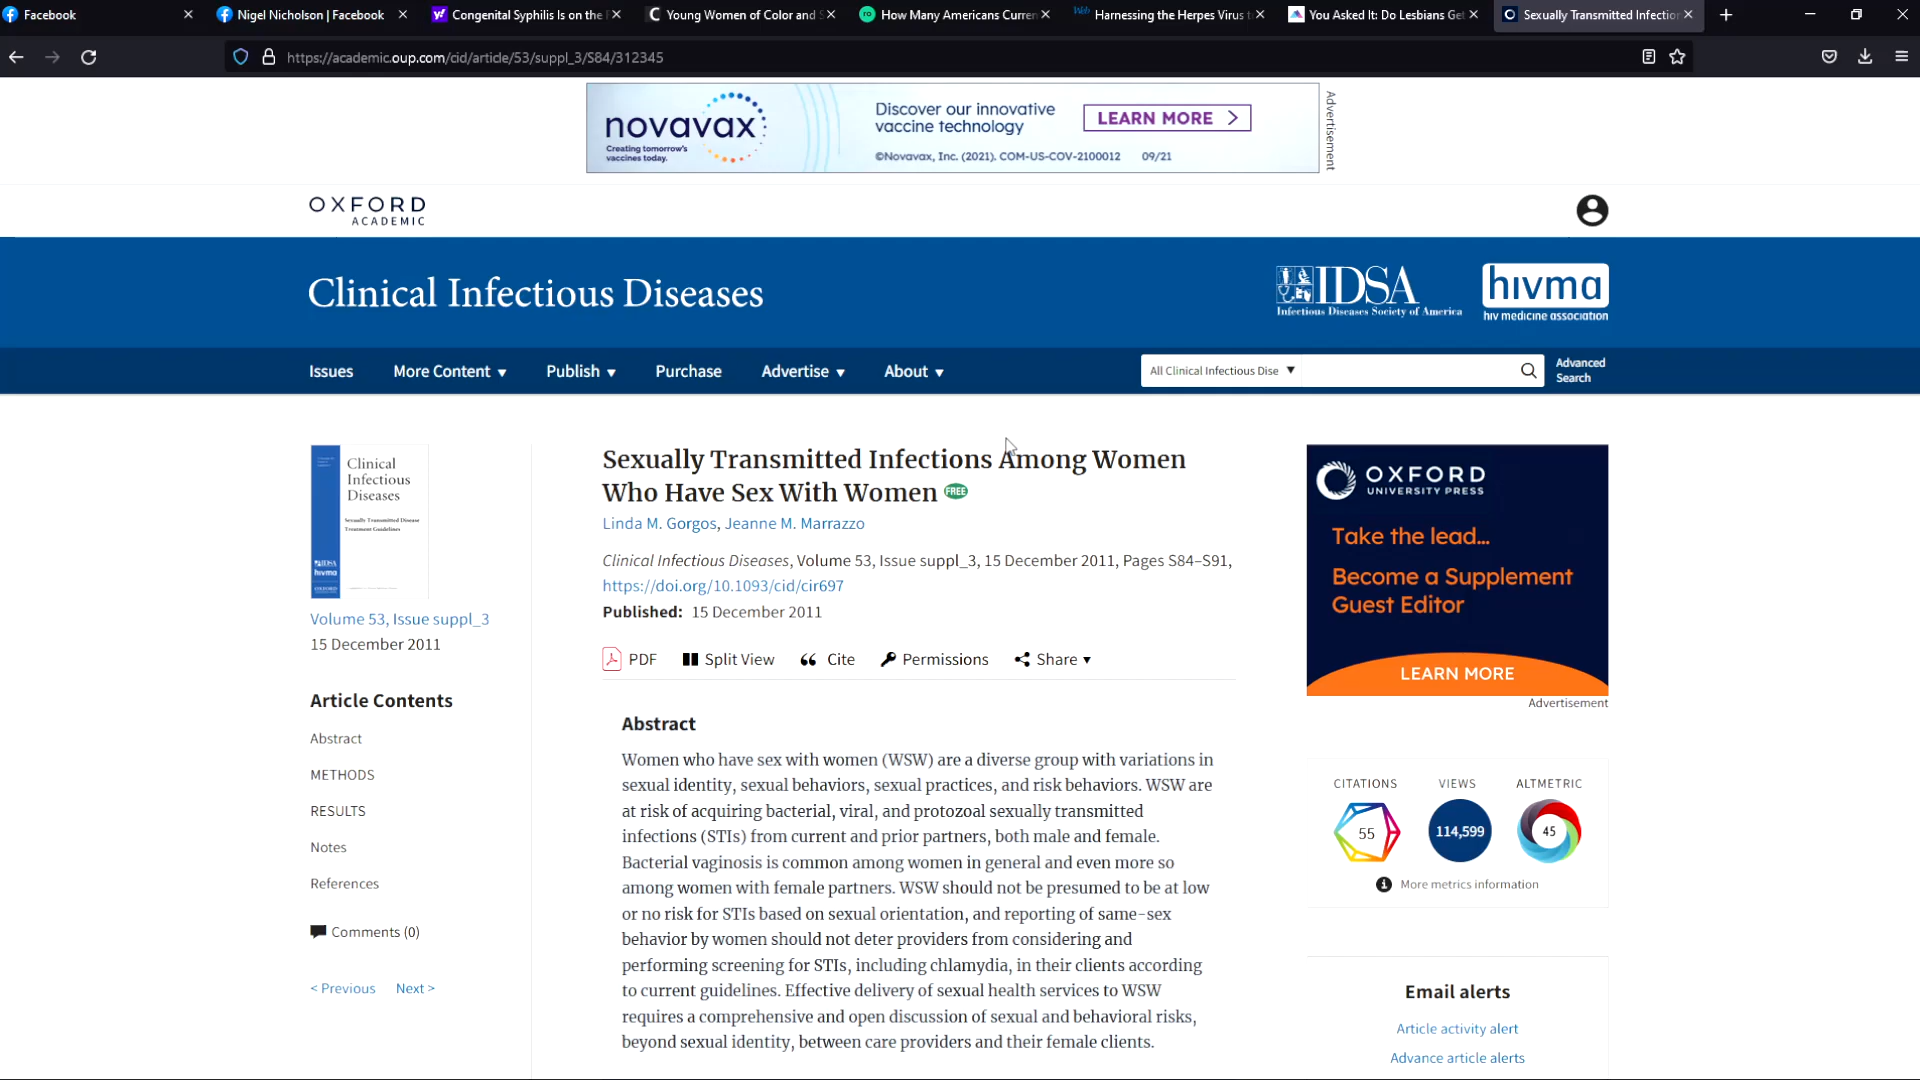 Facebook
Nigel Nicholson | Facebook
Congenital Syphilis Is on the
Young Women of Color and S
How Many Americans Curren
Web Harnessing the Herpes Virus t
You Asked It: Do Lesbians Get
Sexually Transmitted Infection
https://academic.oup.com/cid/article/53/suppl_3/S84/312345
novavax
Creating tomorrow's
vaccines today.
Discover our innovative
vaccine technology
LEARN MORE >
©Novavax, Inc. (2021). COM-US-COV-2100012 09/21
Advertisement
OXFORD
ACADEMIC
Clinical Infectious Diseases
IDSA
Infectious Diseases Society of America
hivma
hiv medicine association
Issues
More Content
Publish
Purchase
Advertise
About
All Clinical Infectious Dise
Advanced
Search
Clinical
Infectious
Diseases
Sexually Transmitted Disease
Treatment Guidelines
IDSA
hivma
OXFORD
Volume 53, Issue suppl_3
15 December 2011
Article Contents
Abstract
METHODS
RESULTS
Notes
References
Comments (0)
< Previous Next >
Sexually Transmitted Infections Among Women
Who Have Sex With Women FREE
Linda M. Gorgos, Jeanne M. Marrazzo
Clinical Infectious Diseases, Volume 53, Issue suppl_3, 15 December 2011, Pages S84–S91,
https://doi.org/10.1093/cid/cir697
Published: 15 December 2011
PDF
Split View
Cite
Permissions
Share
Abstract
Women who have sex with women (WSW) are a diverse group with variations in
sexual identity, sexual behaviors, sexual practices, and risk behaviors. WSW are
at risk of acquiring bacterial, viral, and protozoal sexually transmitted
infections (STIs) from current and prior partners, both male and female.
Bacterial vaginosis is common among women in general and even more so
among women with female partners. WSW should not be presumed to be at low
or no risk for STIs based on sexual orientation, and reporting of same-sex
behavior by women should not deter providers from considering and
performing screening for STIs, including chlamydia, in their clients according
to current guidelines. Effective delivery of sexual health services to WSW
requires a comprehensive and open discussion of sexual and behavioral risks,
beyond sexual identity, between care providers and their female clients.
OXFORD
UNIVERSITY PRESS
Take the lead...
Become a Supplement
Guest Editor
LEARN MORE
Advertisement
CITATIONS
VIEWS
ALTMETRIC
55
114,599
45
More metrics information
Email alerts
Article activity alert
Advance article alerts